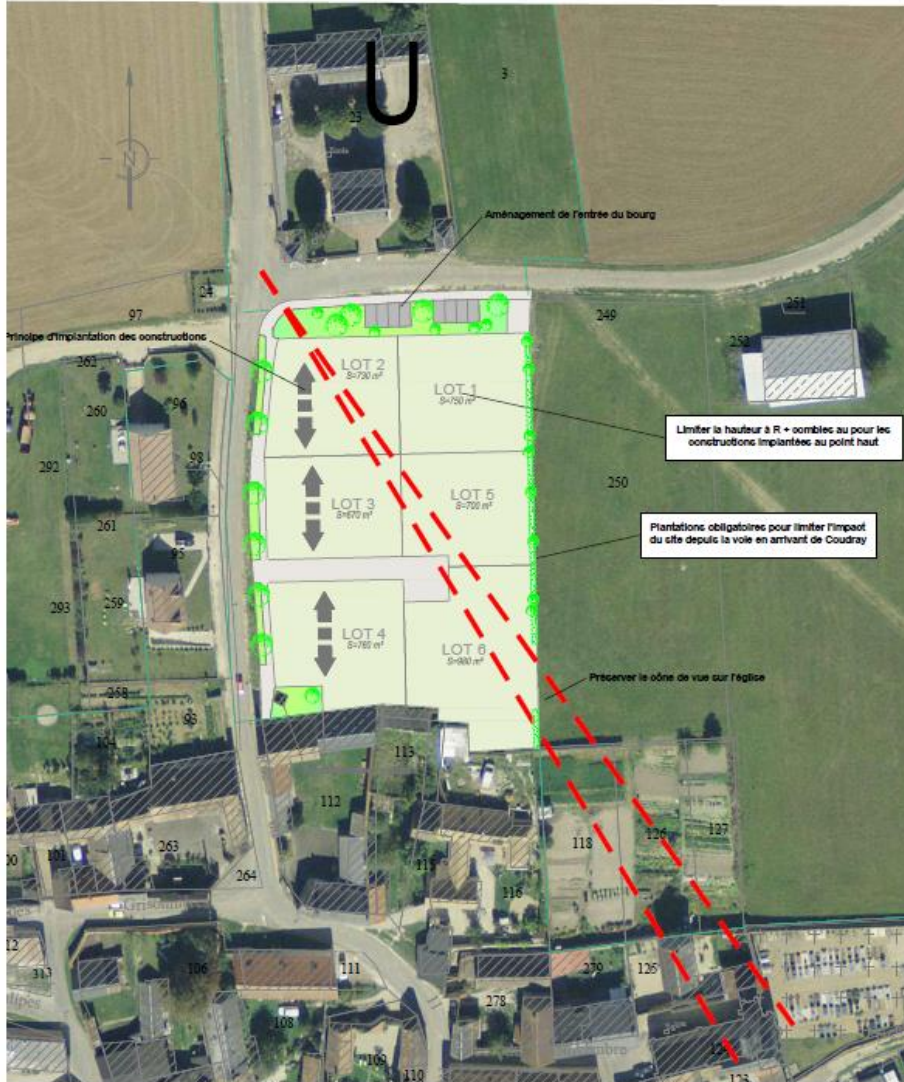 U
3
23
N
Aménagement de l'entrée du bourg
24
97
249
251
252
Principe d'implantation des constructions
262
LOT 2
S=730 m²
LOT 1
S=750 m²
96
260
Limiter la hauteur à R + combles au pour les
constructions implantées au point haut
292
98
250
LOT 3
S=670 m²
LOT 5
S=700 m²
261
Plantations obligatoires pour limiter l'impact
du site depuis la voie en arrivant de Coudray
95
293
259
LOT 4
S=760 m²
LOT 6
S=980 m²
Préserver le cône de vue sur l'église
258
93
104
113
112
127
126
118
101
263
115
264
116
106
111
279
125
278
313
108
109
110
124
123